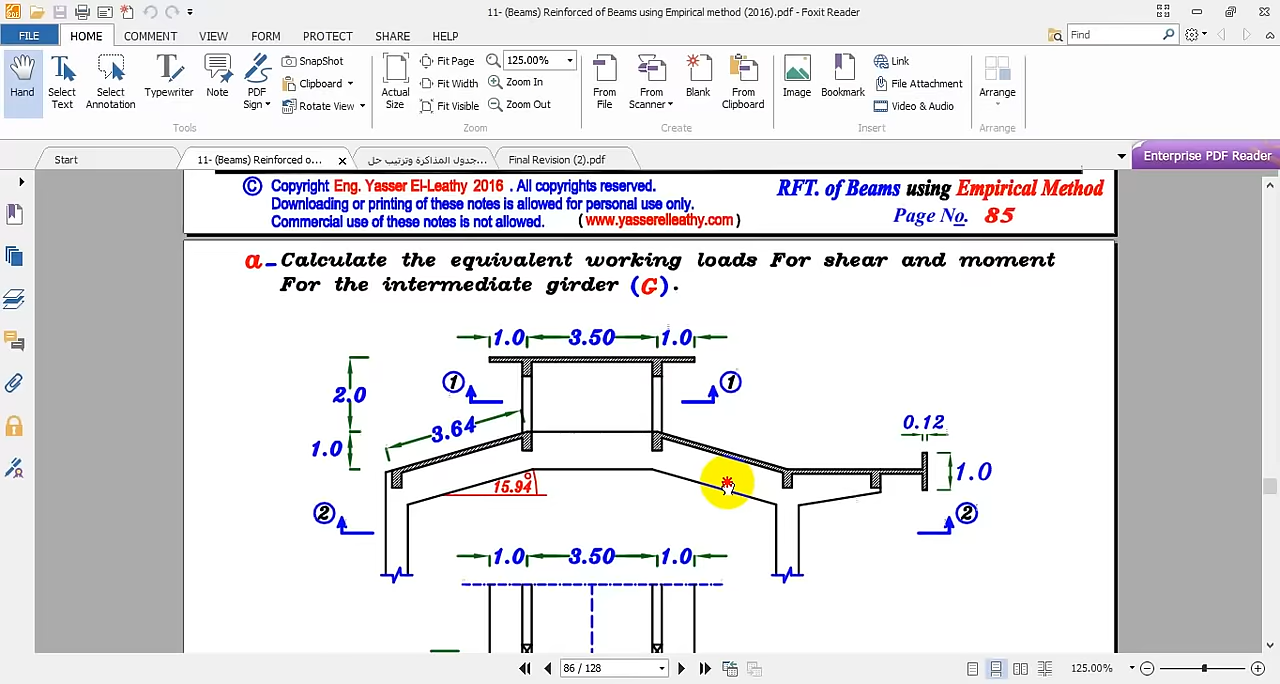 11- (Beams) Reinforced of Beams using Empirical method (2016).pdf - Foxit Reader
FILE HOME COMMENT VIEW FORM PROTECT SHARE HELP
Find
Hand
Select Text
Select Annotation
Typewriter
Note
PDF Sign
SnapShot
Clipboard
Rotate View
Tools
Actual Size
Fit Page
Fit Width
Fit Visible
125.00%
Zoom In
Zoom Out
Zoom
From File
From Scanner
Blank
From Clipboard
Create
Image
Bookmark
Link
File Attachment
Video & Audio
Insert
Arrange
Arrange
Start
11- (Beams) Reinforced o...
جدول المذاكرة وترتيب حل...
Final Revision (2).pdf
Enterprise PDF Reader
© Copyright Eng. Yasser El-Leathy 2016 . All copyrights reserved.
Downloading or printing of these notes is allowed for personal use only.
Commercial use of these notes is not allowed. ( www.yasserelleathy.com )
RFT. of Beams using Empirical Method
Page No. 85
a- Calculate the equivalent working loads For shear and moment
For the intermediate girder (G).
1.0 3.50 1.0
1 1
2.0
3.64
0.12
1.0
1.0
15.94°
2 2
1.0 3.50 1.0
86 / 128
125.00%